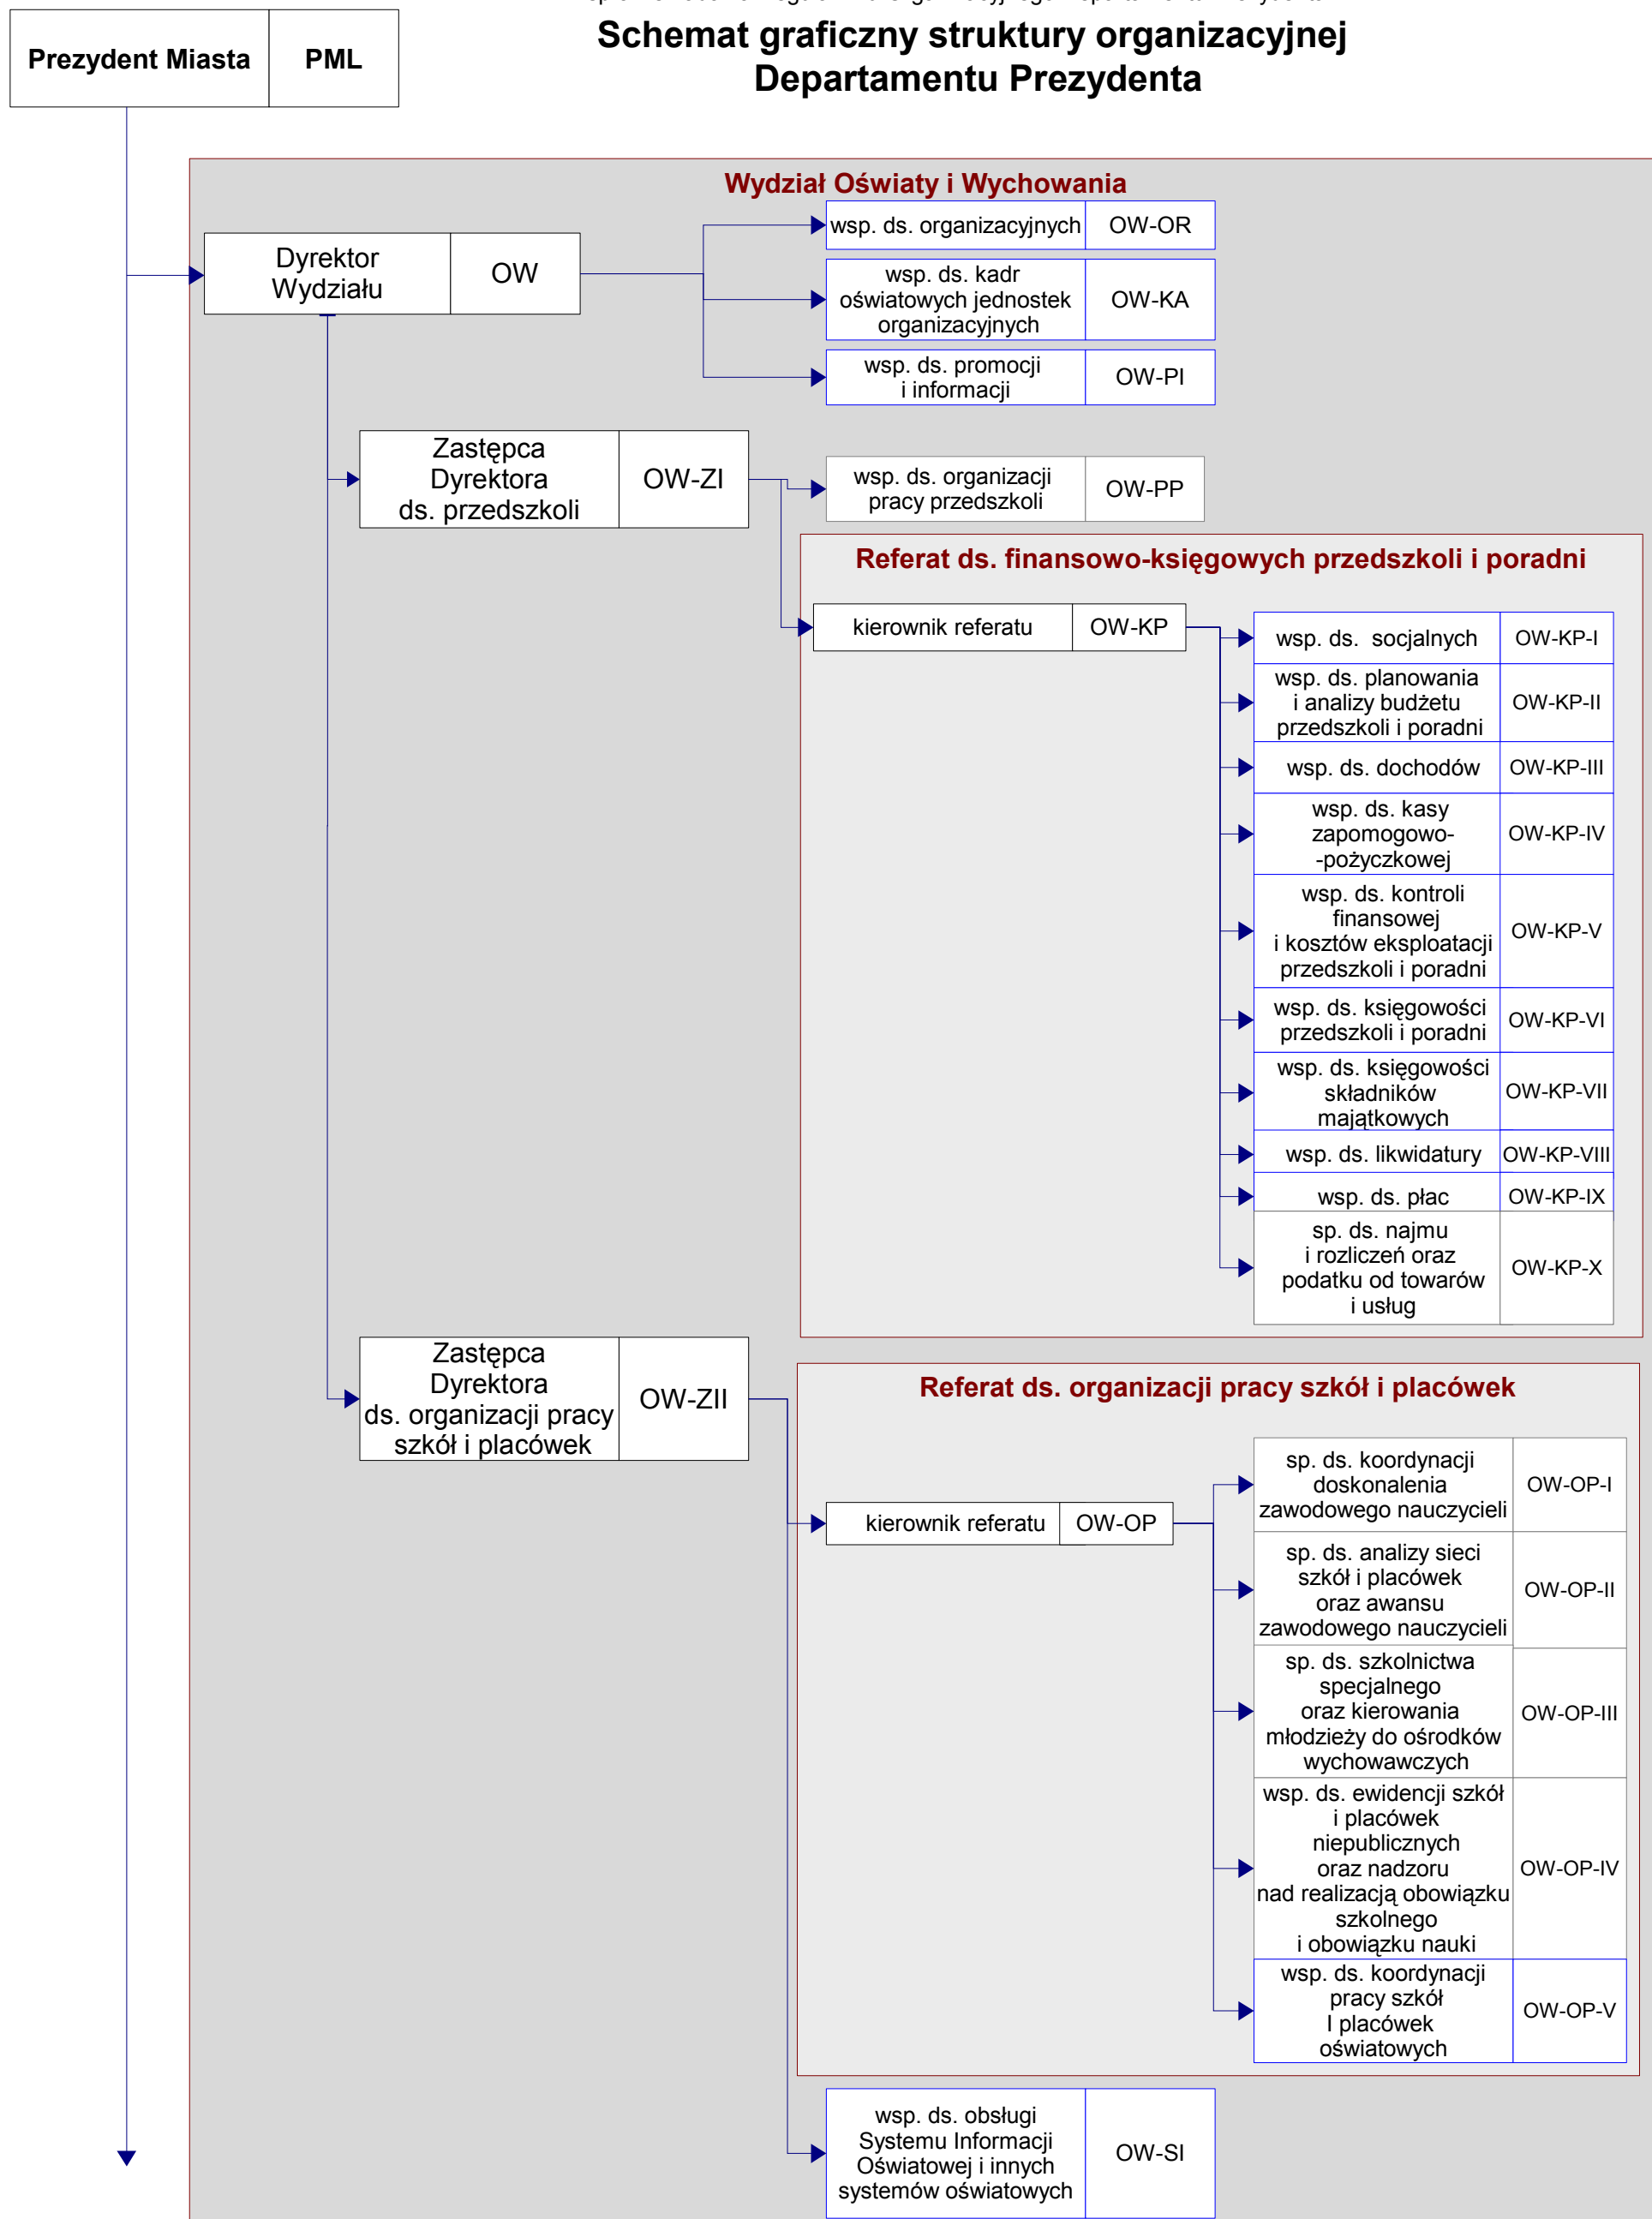 Schemat graficzny struktury organizacyjnej
Departamentu Prezydenta
Prezydent Miasta
PML
Wydział Oświaty i Wychowania
Dyrektor
Wydziału
OW
wsp. ds. organizacyjnych
OW-OR
wsp. ds. kadr
oświatowych jednostek
organizacyjnych
OW-KA
wsp. ds. promocji
i informacji
OW-PI
Zastępca
Dyrektora
ds. przedszkoli
OW-ZI
wsp. ds. organizacji
pracy przedszkoli
OW-PP
Referat ds. finansowo-księgowych przedszkoli i poradni
kierownik referatu
OW-KP
wsp. ds. socjalnych
OW-KP-I
wsp. ds. planowania
i analizy budżetu
przedszkoli i poradni
OW-KP-II
wsp. ds. dochodów
OW-KP-III
wsp. ds. kasy
zapomogowo-
-pożyczkowej
OW-KP-IV
wsp. ds. kontroli
finansowej
i kosztów eksploatacji
przedszkoli i poradni
OW-KP-V
wsp. ds. księgowości
przedszkoli i poradni
OW-KP-VI
wsp. ds. księgowości
składników
majątkowych
OW-KP-VII
wsp. ds. likwidatury
OW-KP-VIII
wsp. ds. płac
OW-KP-IX
sp. ds. najmu
i rozliczeń oraz
podatku od towarów
i usług
OW-KP-X
Zastępca
Dyrektora
ds. organizacji pracy
szkół i placówek
OW-ZII
Referat ds. organizacji pracy szkół i placówek
kierownik referatu
OW-OP
sp. ds. koordynacji
doskonalenia
zawodowego nauczycieli
OW-OP-I
sp. ds. analizy sieci
szkół i placówek
oraz awansu
zawodowego nauczycieli
OW-OP-II
sp. ds. szkolnictwa
specjalnego
oraz kierowania
młodzieży do ośrodków
wychowawczych
OW-OP-III
wsp. ds. ewidencji szkół
i placówek
niepublicznych
oraz nadzoru
nad realizacją obowiązku
szkolnego
i obowiązku nauki
OW-OP-IV
wsp. ds. koordynacji
pracy szkół
I placówek
oświatowych
OW-OP-V
wsp. ds. obsługi
Systemu Informacji
Oświatowej i innych
systemów oświatowych
OW-SI